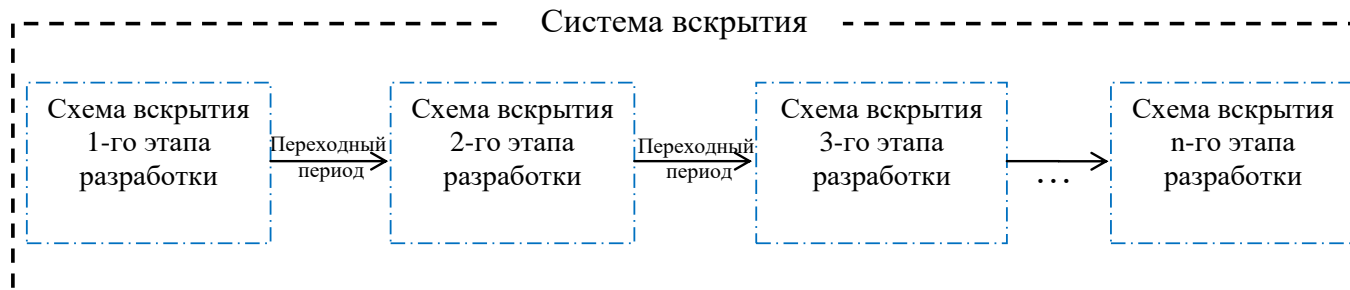 Система вскрытия
Схема вскрытия
1-го этапа
разработки
Переходный
период
Схема вскрытия
2-го этапа
разработки
Переходный
период
Схема вскрытия
3-го этапа
разработки
...
Схема вскрытия
n-го этапа
разработки